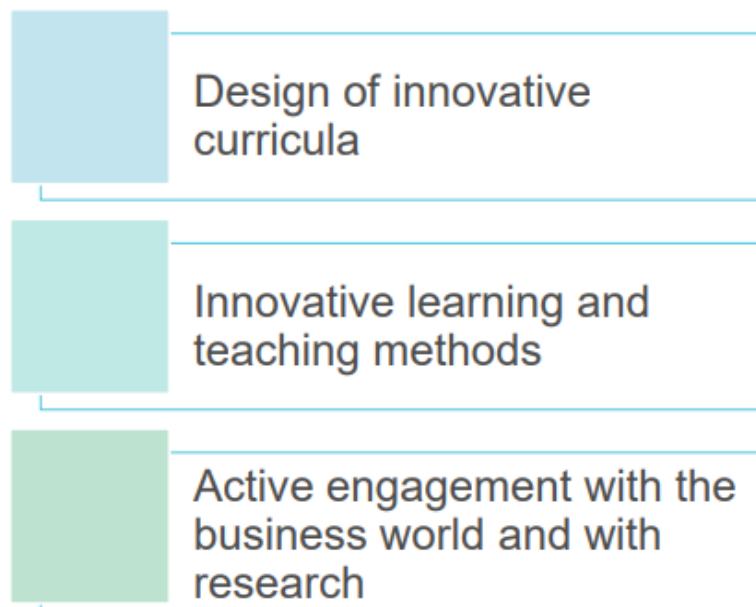 Design of innovative
curricula
Innovative learning and
teaching methods
Active engagement with the
business world and with
research